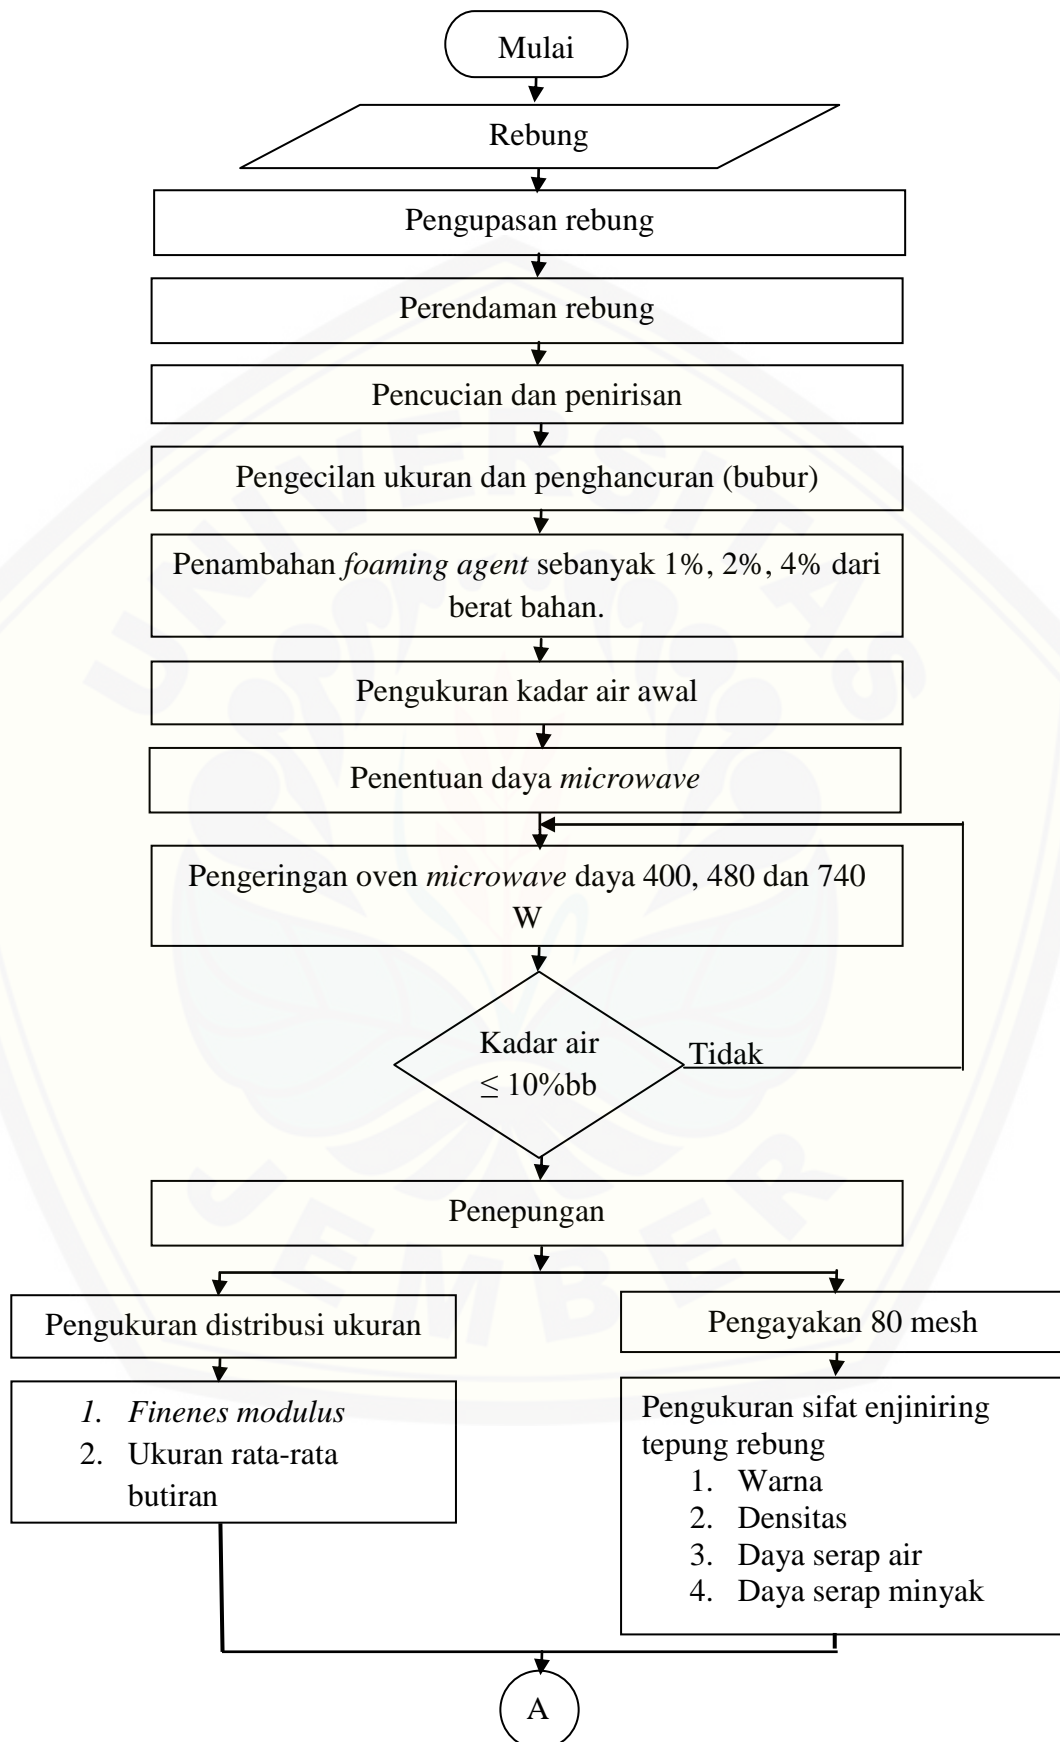 Mulai
Rebung
Pengupasan rebung
Perendaman rebung
Pencucian dan penirisan
Pengecilan ukuran dan penghancuran (bubur)
Penambahan foaming agent sebanyak 1%, 2%, 4% dari
berat bahan.
Pengukuran kadar air awal
Penentuan daya microwave
Pengeringan oven microwave daya 400, 480 dan 740
W
Kadar air
≤ 10%bb
Tidak
Penepungan
Pengukuran distribusi ukuran
1. Finenes modulus
2. Ukuran rata-rata
butiran
Pengayakan 80 mesh
Pengukuran sifat enjiniring
tepung rebung
1. Warna
2. Densitas
3. Daya serap air
4. Daya serap minyak
A
UNIVERSITAS
JEMBER